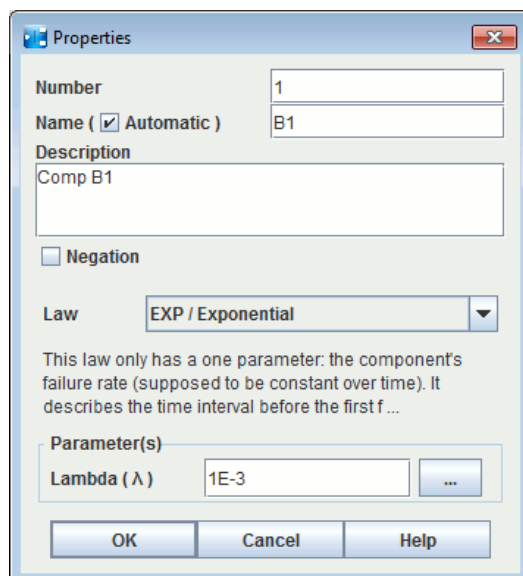 Properties
Number 1
Name ( Automatic ) B1
Description
Comp B1
Negation
Law EXP / Exponential
This law only has a one parameter: the component's
failure rate (supposed to be constant over time). It
describes the time interval before the first f ...
Parameter(s)
Lambda ( λ ) 1E-3 ...
OK Cancel Help